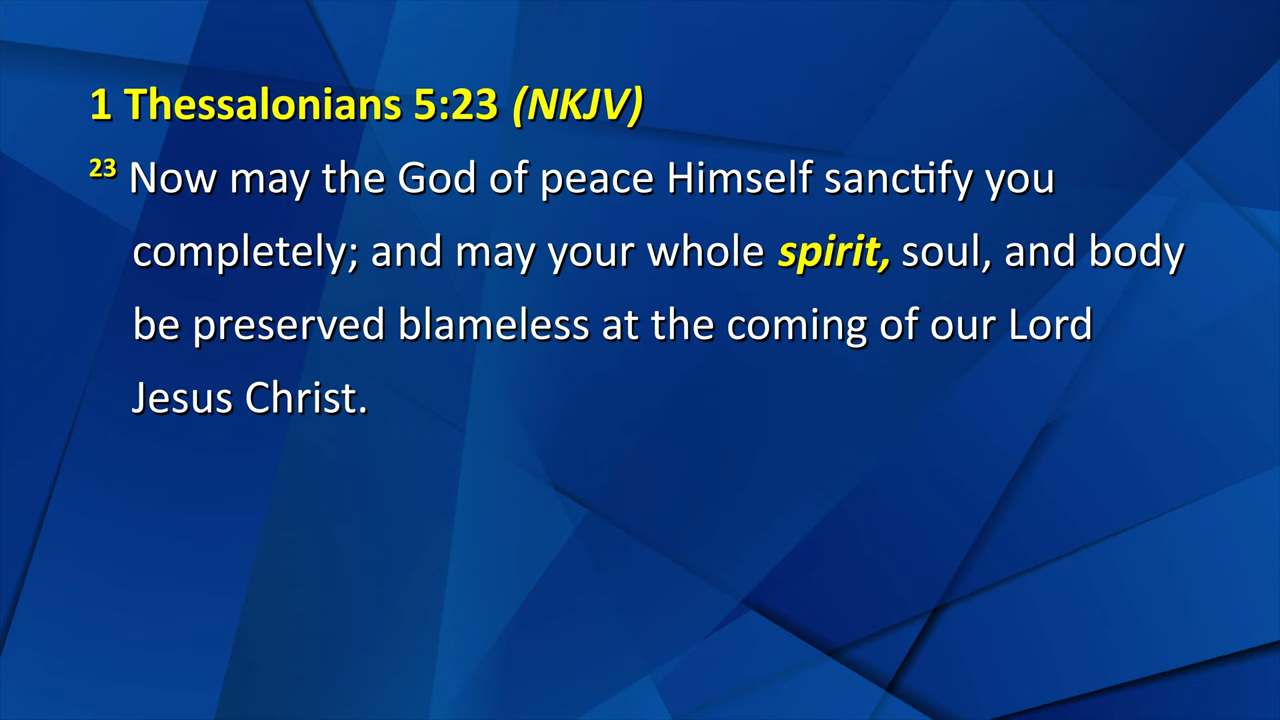 1 Thessalonians 5:23 (NKJV)
23 Now may the God of peace Himself sanctify you
completely; and may your whole spirit, soul, and body
be preserved blameless at the coming of our Lord
Jesus Christ.